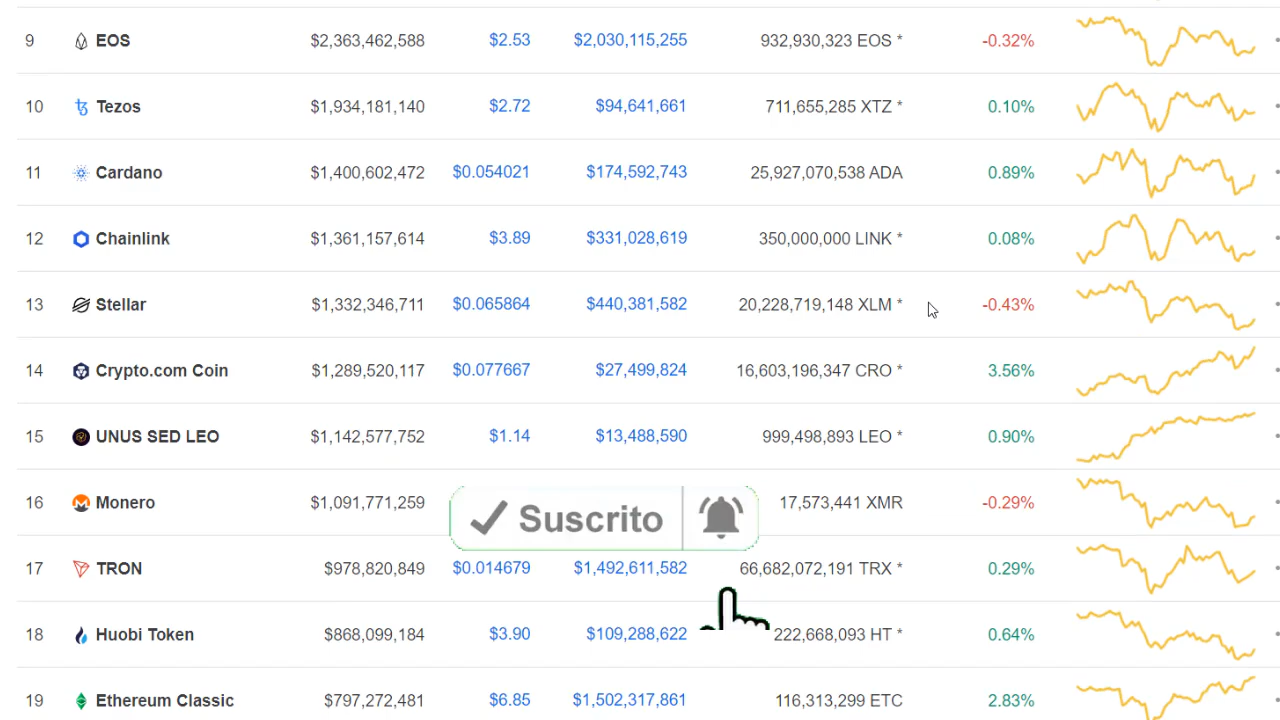 9 EOS $2,363,462,588 $2.53 $2,030,115,255 932,930,323 EOS * -0.32%
10 Tezos $1,934,181,140 $2.72 $94,641,661 711,655,285 XTZ * 0.10%
11 Cardano $1,400,602,472 $0.054021 $174,592,743 25,927,070,538 ADA 0.89%
12 Chainlink $1,361,157,614 $3.89 $331,028,619 350,000,000 LINK * 0.08%
13 Stellar $1,332,346,711 $0.065864 $440,381,582 20,228,719,148 XLM * -0.43%
14 Crypto.com Coin $1,289,520,117 $0.077667 $27,499,824 16,603,196,347 CRO * 3.56%
15 UNUS SED LEO $1,142,577,752 $1.14 $13,488,590 999,498,893 LEO * 0.90%
16 Monero $1,091,771,259 17,573,441 XMR -0.29%
Suscrito
17 TRON $978,820,849 $0.014679 $1,492,611,582 66,682,072,191 TRX * 0.29%
18 Huobi Token $868,099,184 $3.90 $109,288,622 222,668,093 HT * 0.64%
19 Ethereum Classic $797,272,481 $6.85 $1,502,317,861 116,313,299 ETC 2.83%